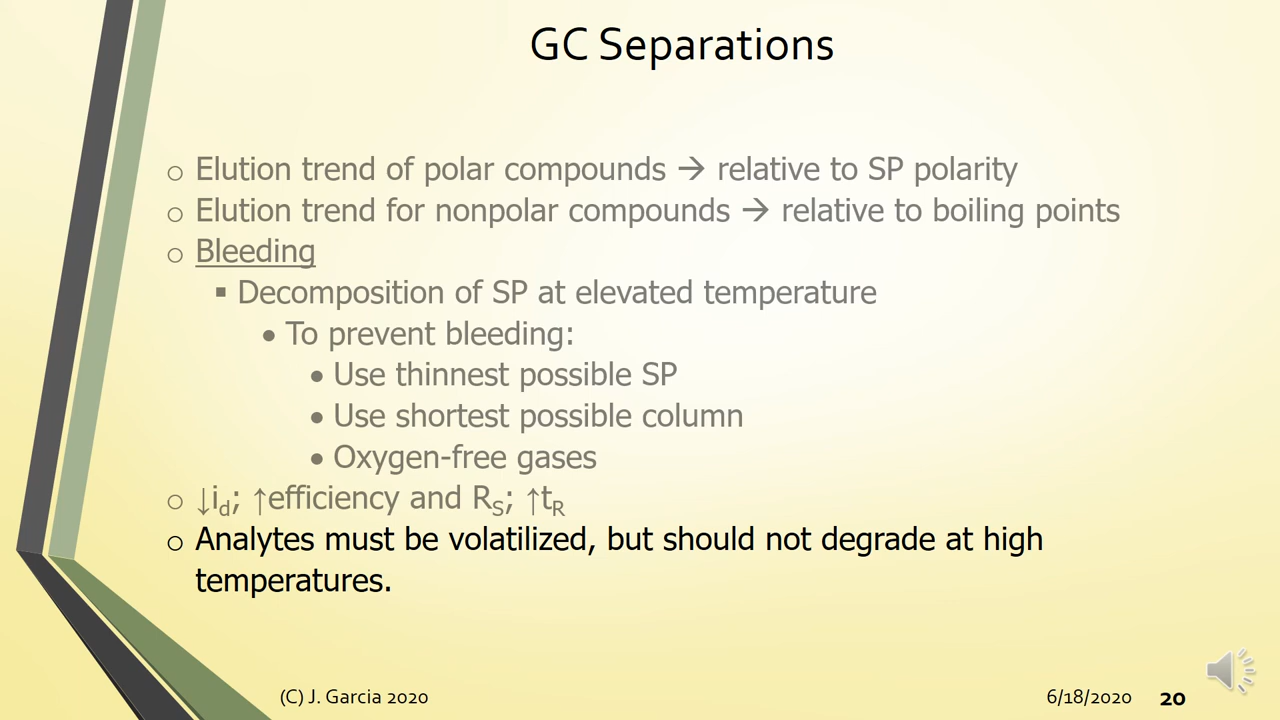 GC Separations
o Elution trend of polar compounds → relative to SP polarity
o Elution trend for nonpolar compounds → relative to boiling points
o Bleeding
▪ Decomposition of SP at elevated temperature
• To prevent bleeding:
• Use thinnest possible SP
• Use shortest possible column
• Oxygen-free gases
o ↓id; ↑efficiency and RS; ↑tR
o Analytes must be volatilized, but should not degrade at high
temperatures.
(C) J. Garcia 2020 6/18/2020 20